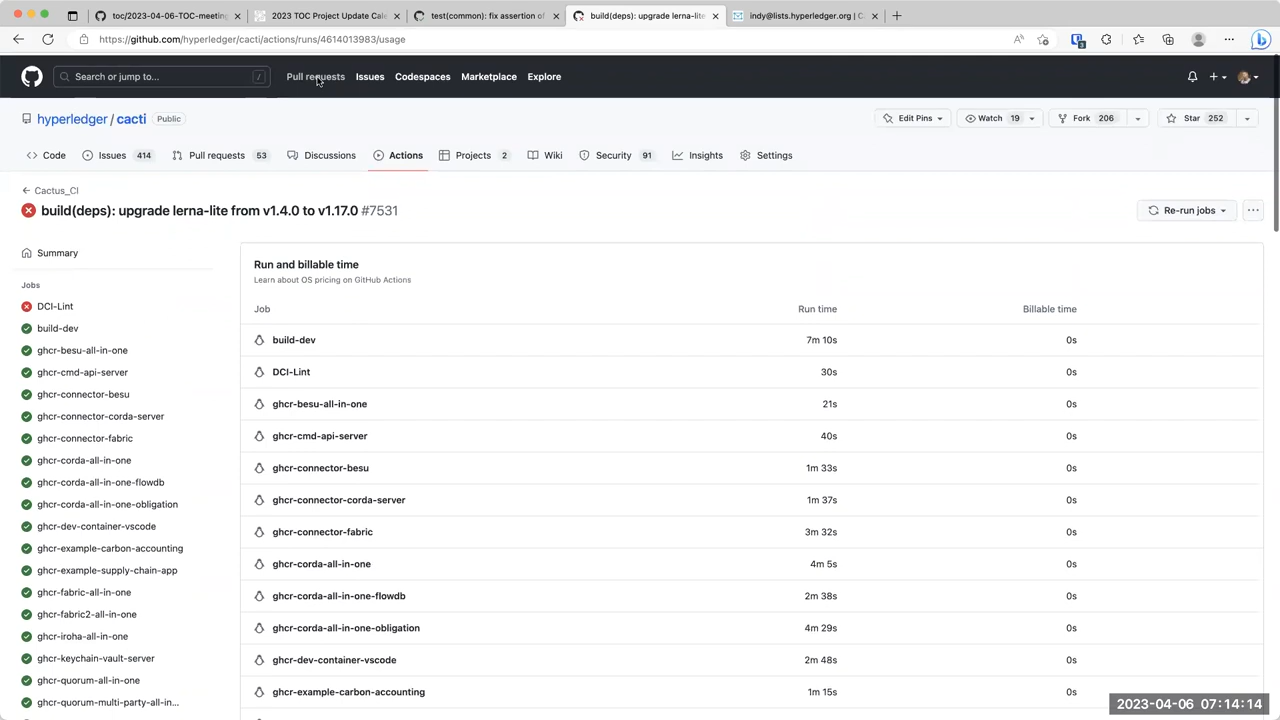 toc/2023-04-06-TOC-meeting
2023 TOC Project Update Cale
test(common): fix assertion of
build(deps): upgrade lerna-lite
indy@lists.hyperledger.org | C
https://github.com/hyperledger/cacti/actions/runs/4614013983/usage
Search or jump to... /
Pull requests Issues Codespaces Marketplace Explore
hyperledger / cacti Public
Edit Pins Watch 19 Fork 206 Star 252
Code Issues 414 Pull requests 53 Discussions Actions Projects 2 Wiki Security 91 Insights Settings
Cactus_CI
build(deps): upgrade lerna-lite from v1.4.0 to v1.17.0 #7531
Re-run jobs
Summary
Jobs
DCI-Lint
build-dev
ghcr-besu-all-in-one
ghcr-cmd-api-server
ghcr-connector-besu
ghcr-connector-corda-server
ghcr-connector-fabric
ghcr-corda-all-in-one
ghcr-corda-all-in-one-flowdb
ghcr-corda-all-in-one-obligation
ghcr-dev-container-vscode
ghcr-example-carbon-accounting
ghcr-example-supply-chain-app
ghcr-fabric-all-in-one
ghcr-fabric2-all-in-one
ghcr-iroha-all-in-one
ghcr-keychain-vault-server
ghcr-quorum-all-in-one
ghcr-quorum-multi-party-all-in...
Run and billable time
Learn about OS pricing on GitHub Actions
Job Run time Billable time
build-dev 7m 10s 0s
DCI-Lint 30s 0s
ghcr-besu-all-in-one 21s 0s
ghcr-cmd-api-server 40s 0s
ghcr-connector-besu 1m 33s 0s
ghcr-connector-corda-server 1m 37s 0s
ghcr-connector-fabric 3m 32s 0s
ghcr-corda-all-in-one 4m 5s 0s
ghcr-corda-all-in-one-flowdb 2m 38s 0s
ghcr-corda-all-in-one-obligation 4m 29s 0s
ghcr-dev-container-vscode 2m 48s 0s
ghcr-example-carbon-accounting 1m 15s 0s
2023-04-06 07:14:14